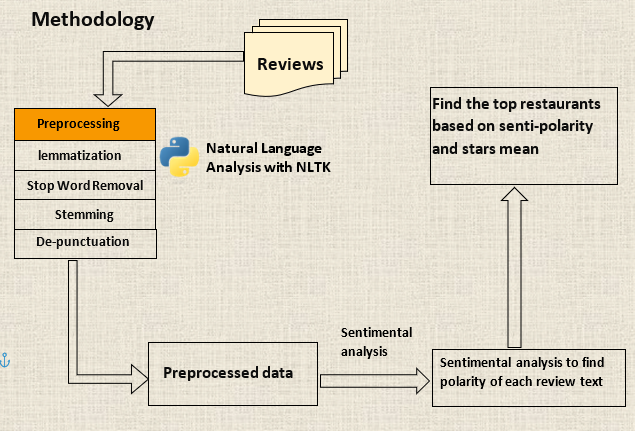 Methodology
Reviews
Preprocessing
lemmatization
Stop Word Removal
Stemming
De-punctuation
Natural Language
Analysis with NLTK
Find the top restaurants
based on senti-polarity
and stars mean
Sentimental
analysis
Preprocessed data
Sentimental analysis to find
polarity of each review text